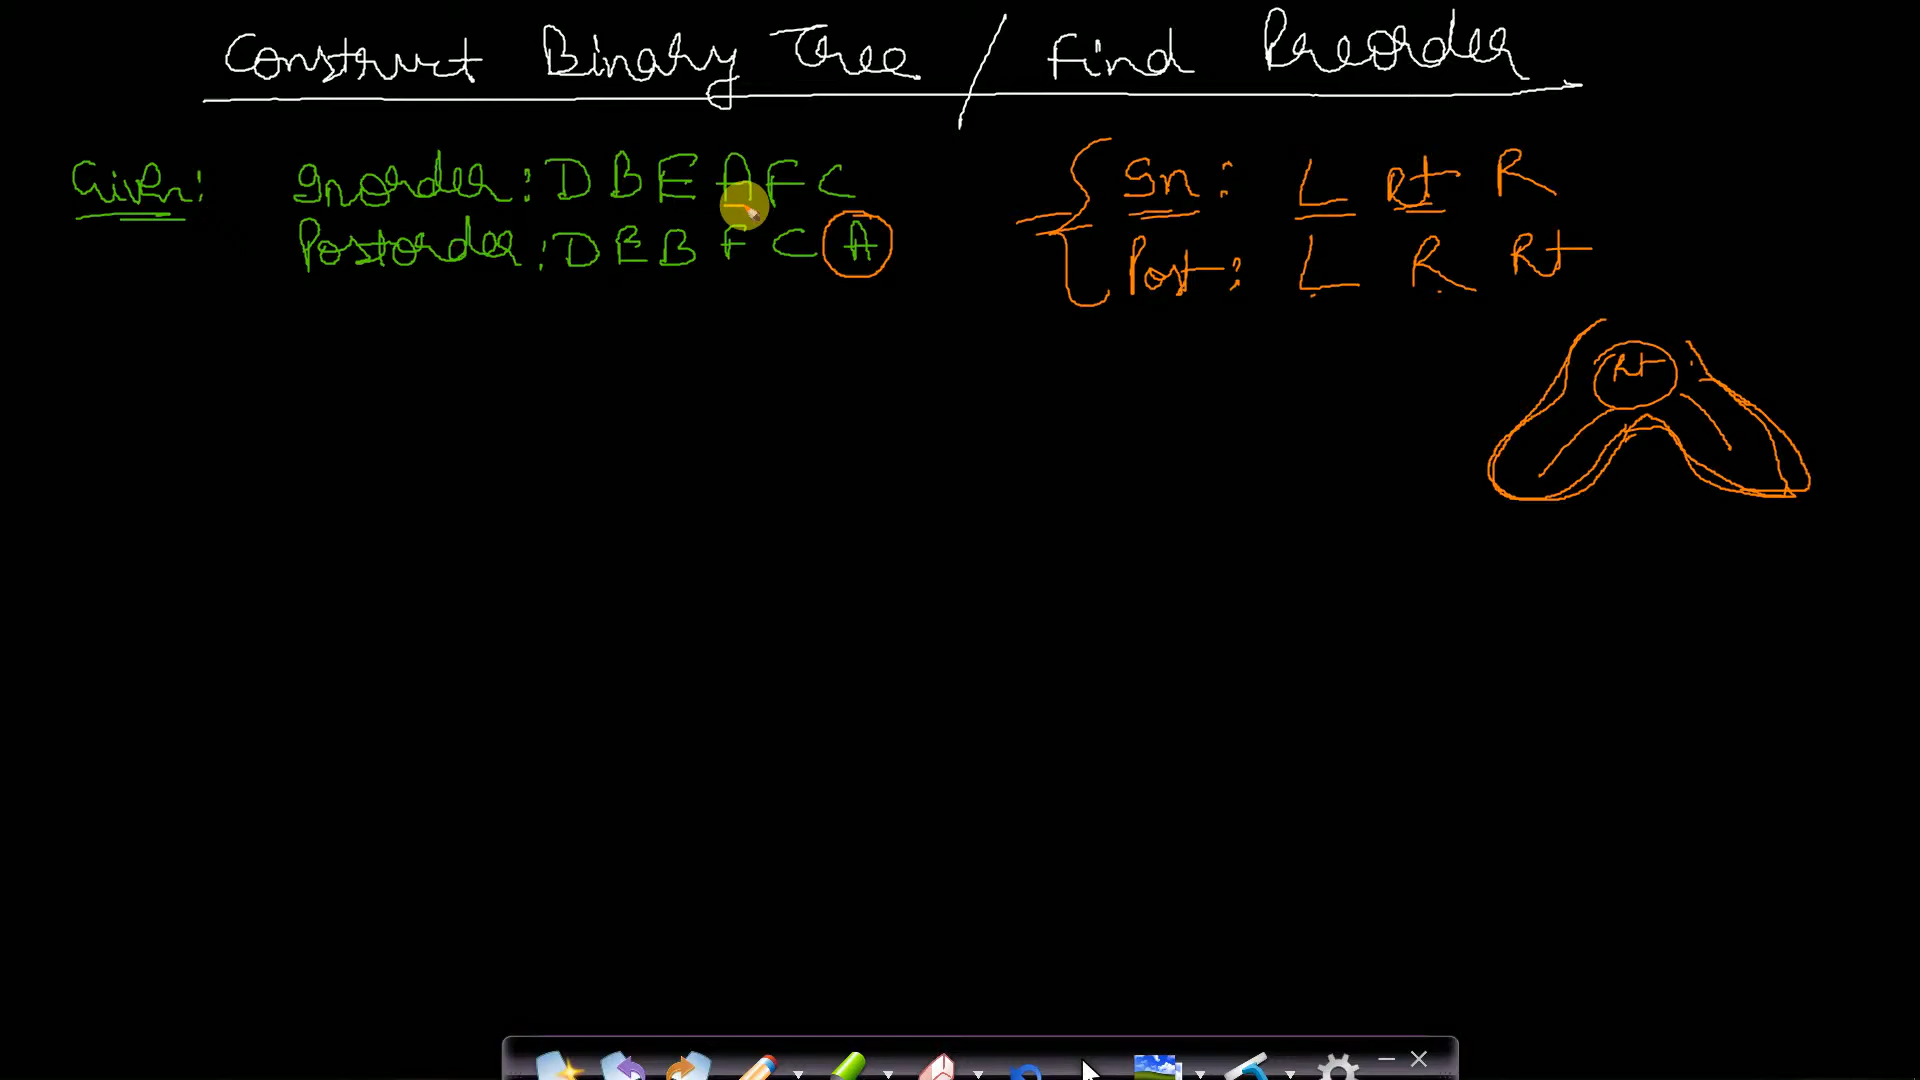 Construct Binary Tree / Find Preorder
Given: Inorder: D B E A F C
Postorder: D E B F C A
In: L Rt R
Post: L R Rt
Rt